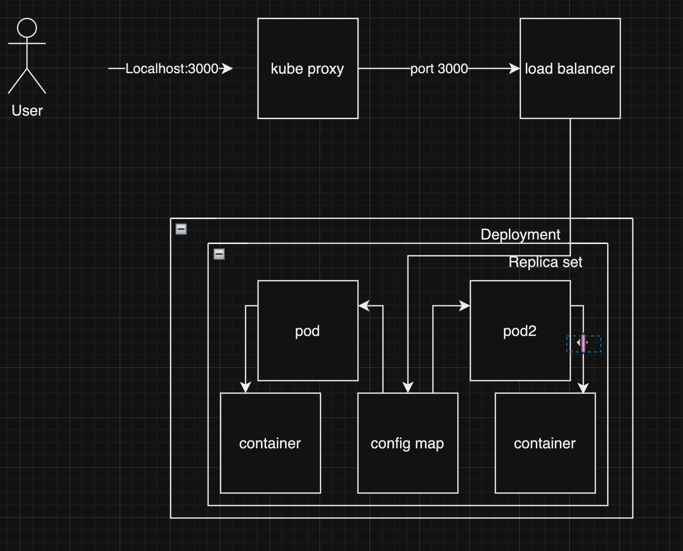 Localhost:3000
kube proxy
port 3000
load balancer
User
Deployment
Replica set
pod
pod2
container
config map
container